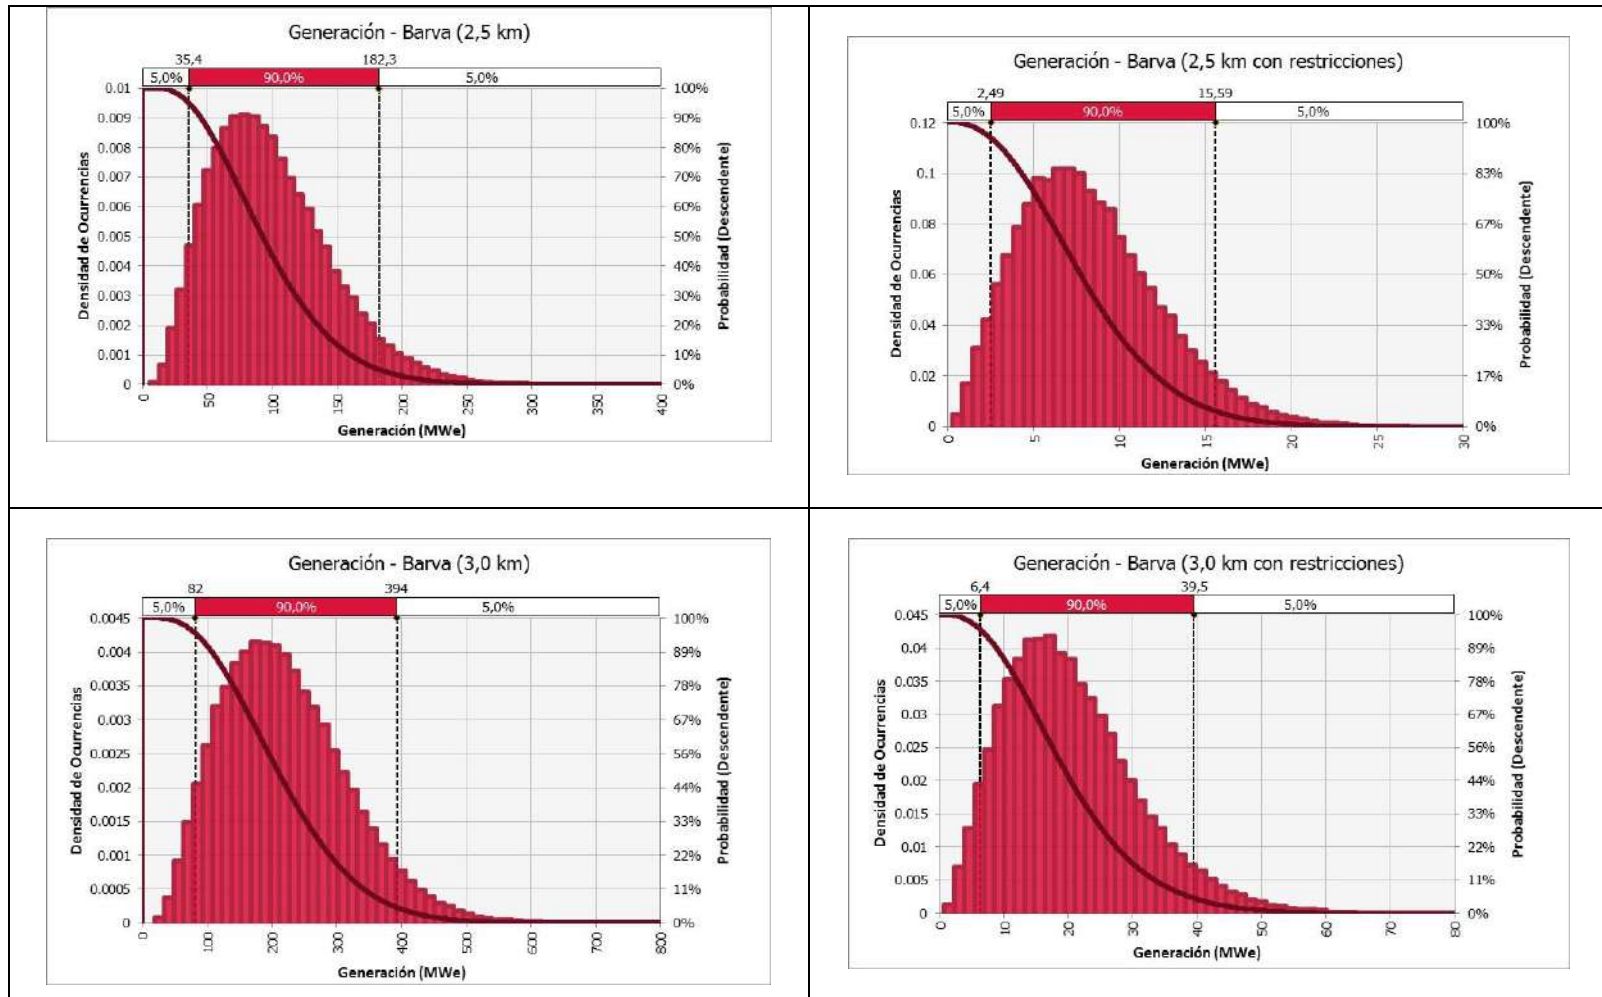 Generación - Barva (2,5 km)
35,4 182,3
5,0% 90,0% 5,0%
0.01 100%
0.009 90%
0.008 80%
0.007 70%
0.006 60%
0.005 50%
0.004 40%
0.003 30%
0.002 20%
0.001 10%
0 0%
Densidad de Ocurrencias
Probabilidad (Descendente)
0 50 100 150 200 250 300 350 400
Generación (MWe)
Generación - Barva (2,5 km con restricciones)
2,49 15,59
5,0% 90,0% 5,0%
0.12 100%
0.1 83%
0.08 67%
0.06 50%
0.04 33%
0.02 17%
0 0%
Densidad de Ocurrencias
Probabilidad (Descendente)
0 5 10 15 20 25 30
Generación (MWe)
Generación - Barva (3,0 km)
82 394
5,0% 90,0% 5,0%
0.0045 100%
0.004 89%
0.0035 78%
0.003 67%
0.0025 56%
0.002 44%
0.0015 33%
0.001 22%
0.0005 11%
0 0%
Densidad de Ocurrencias
Probabilidad (Descendente)
0 100 200 300 400 500 600 700 800
Generación (MWe)
Generación - Barva (3,0 km con restricciones)
6,4 39,5
5,0% 90,0% 5,0%
0.045 100%
0.04 89%
0.035 78%
0.03 67%
0.025 56%
0.02 44%
0.015 33%
0.01 22%
0.005 11%
0 0%
Densidad de Ocurrencias
Probabilidad (Descendente)
0 10 20 30 40 50 60 70 80
Generación (MWe)